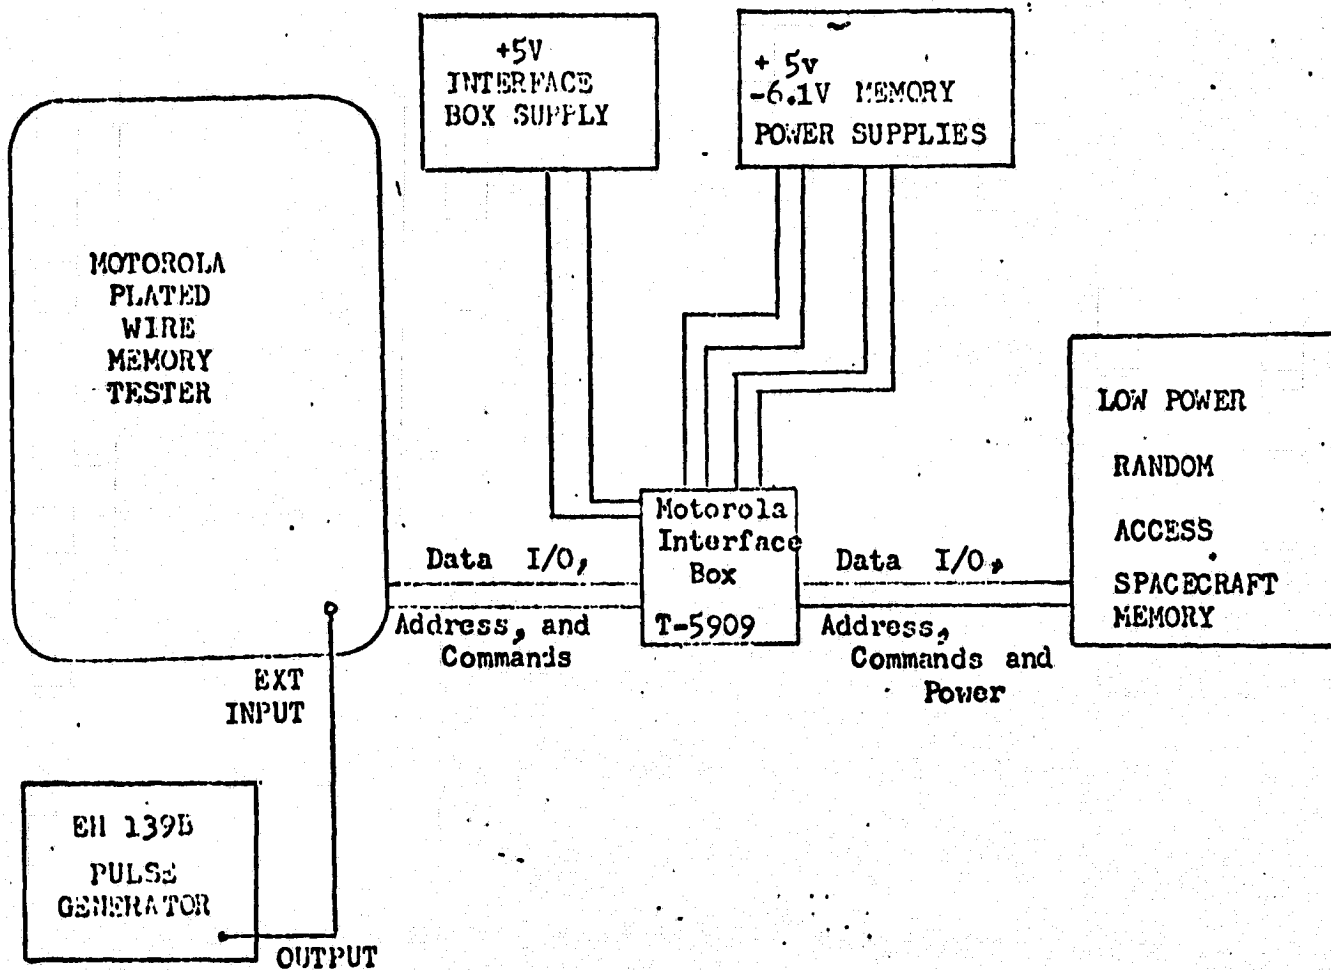 +5V
INTERFACE
BOX SUPPLY
+ 5v
-6.1V MEMORY
POWER SUPPLIES
MOTOROLA
PLATED
WIRE
MEMORY
TESTER
LOW POWER
RANDOM
ACCESS
SPACECRAFT
MEMORY
Motorola
Interface
Box
T-5909
Data I/O,
Address, and
Commands
Data I/O,
Address,
Commands and
Power
EXT
INPUT
EH 139B
PULSE
GENERATOR
OUTPUT